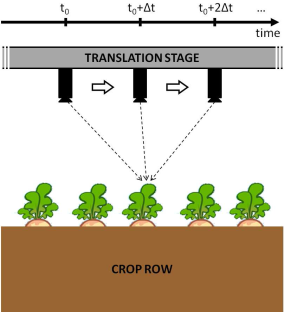 t₀ t₀+Δt t₀+2Δt ...
time
TRANSLATION STAGE
CROP ROW